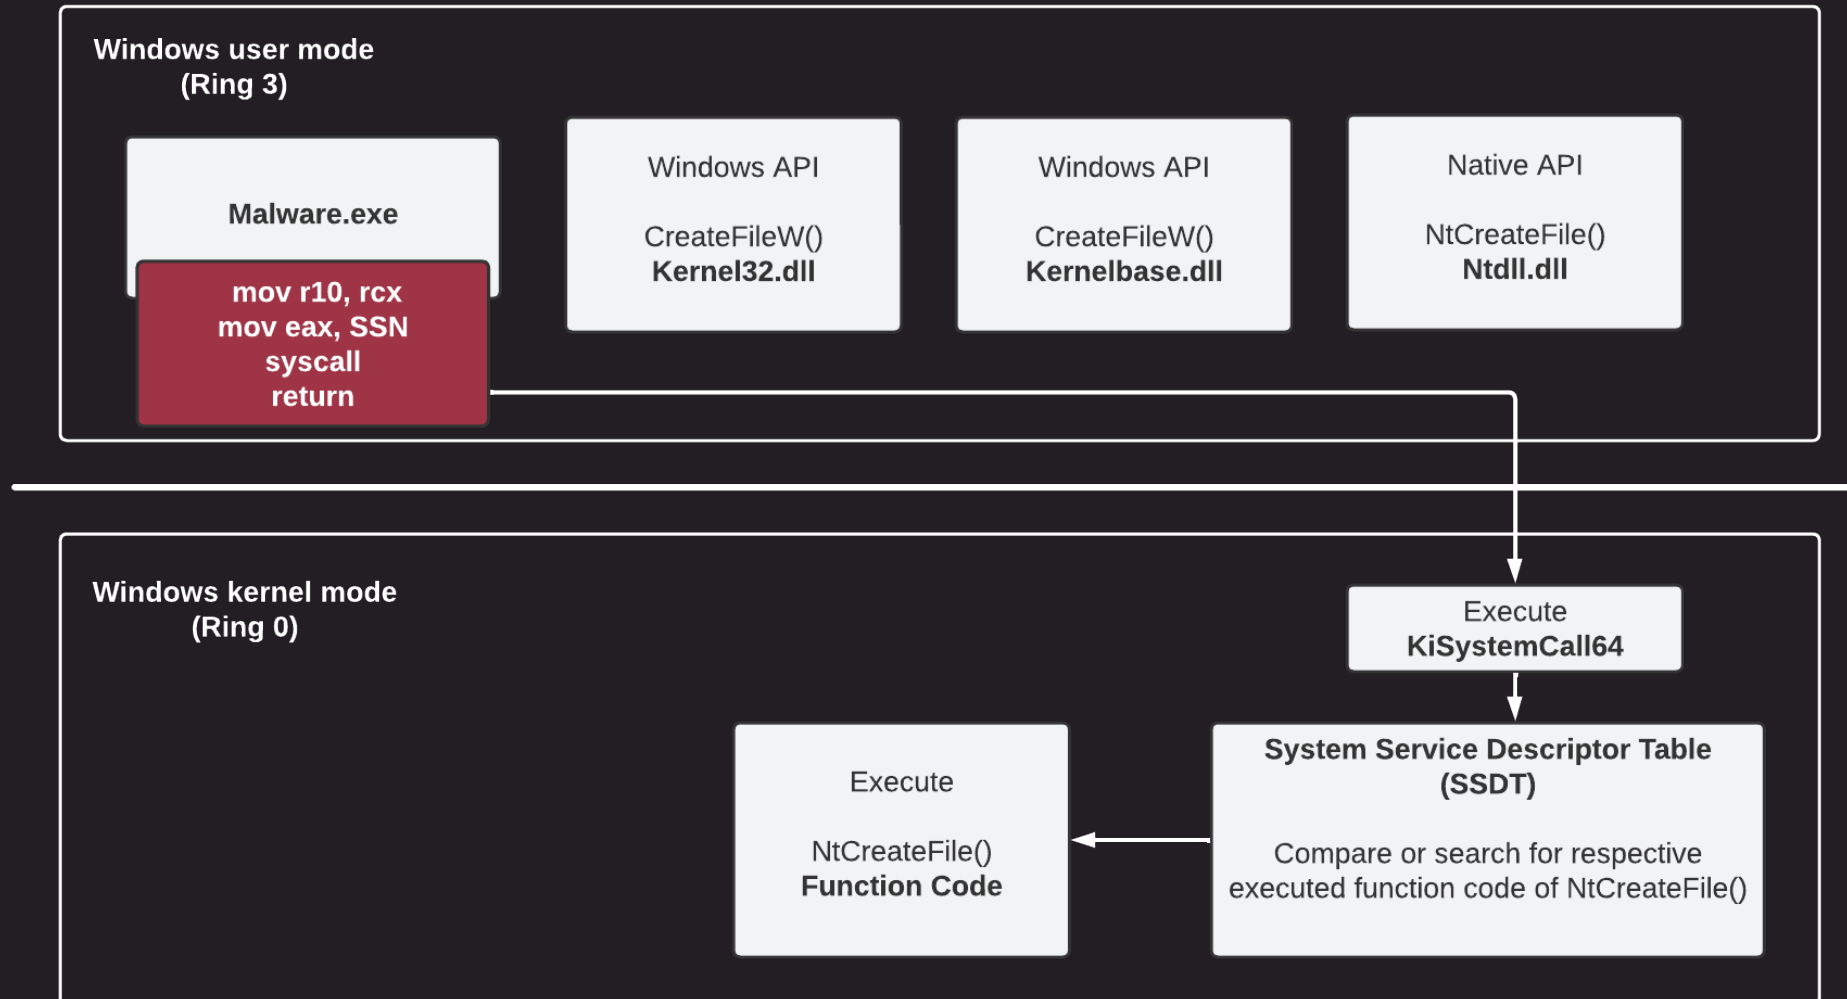 Windows user mode
(Ring 3)
Malware.exe
mov r10, rcx
mov eax, SSN
syscall
return
Windows API
CreateFileW()
Kernel32.dll
Windows API
CreateFileW()
Kernelbase.dll
Native API
NtCreateFile()
Ntdll.dll
Windows kernel mode
(Ring 0)
Execute
KiSystemCall64
System Service Descriptor Table
(SSDT)
Compare or search for respective
executed function code of NtCreateFile()
Execute
NtCreateFile()
Function Code